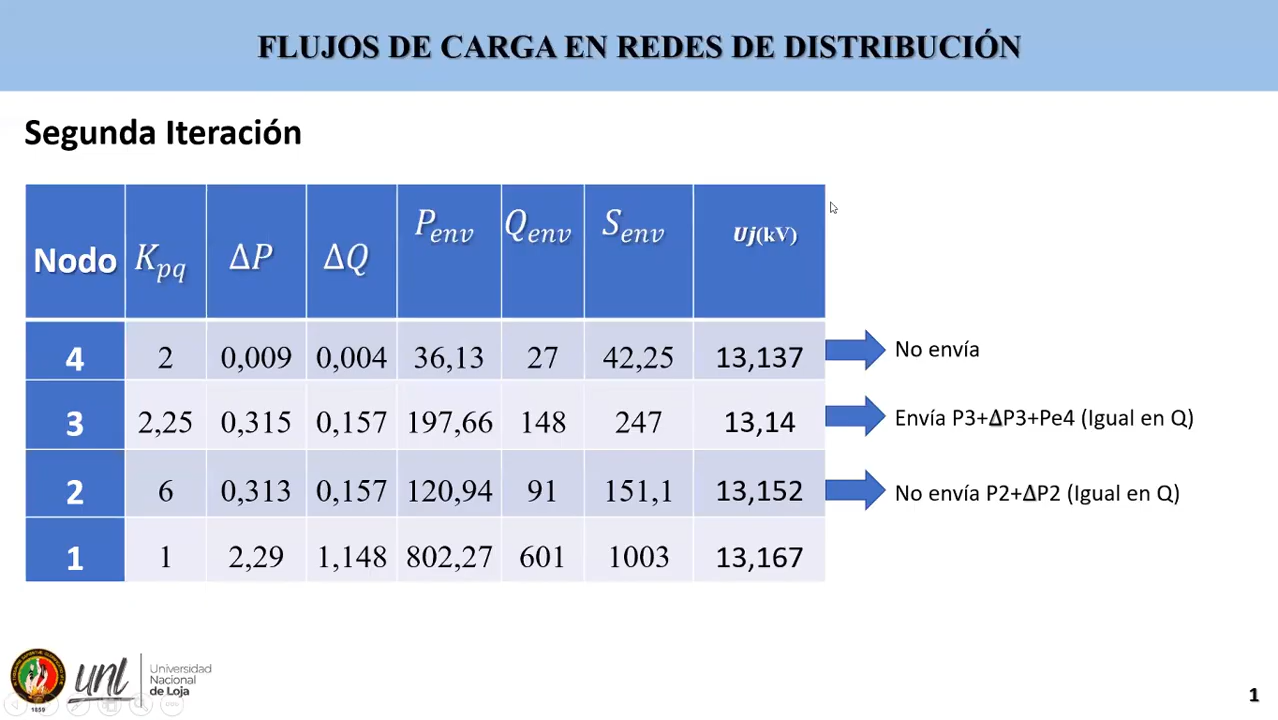 FLUJOS DE CARGA EN REDES DE DISTRIBUCIÓN
Segunda Iteración
Nodo K_pq ΔP ΔQ P_env Q_env S_env Uj(kV)
4 2 0,009 0,004 36,13 27 42,25 13,137 No envía
3 2,25 0,315 0,157 197,66 148 247 13,14 Envía P3+ΔP3+Pe4 (Igual en Q)
2 6 0,313 0,157 120,94 91 151,1 13,152 No envía P2+ΔP2 (Igual en Q)
1 1 2,29 1,148 802,27 601 1003 13,167
unl
Universidad
Nacional
de Loja
1859
1